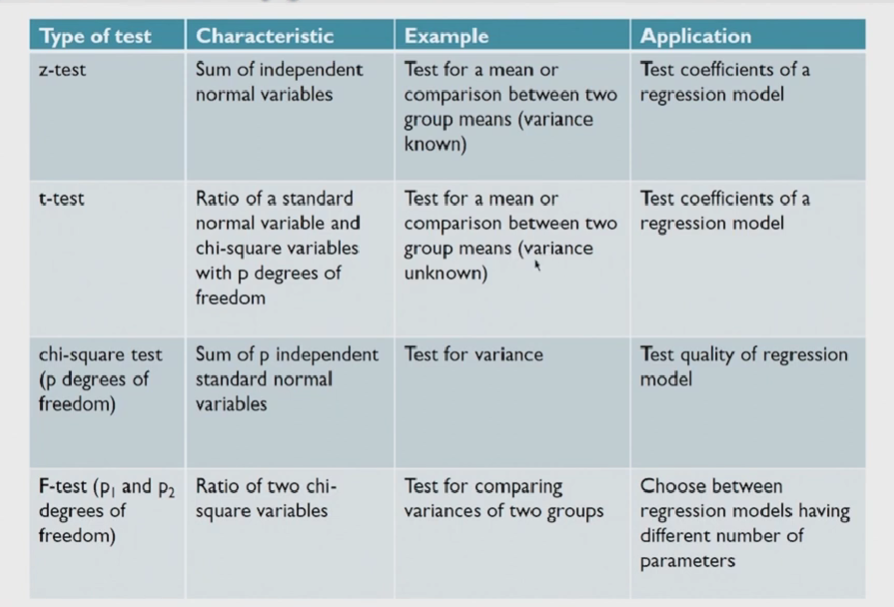 Type of test
Characteristic
Example
Application
z-test
Sum of independent
normal variables
Test for a mean or
comparison between two
group means (variance
known)
Test coefficients of a
regression model
t-test
Ratio of a standard
normal variable and
chi-square variables
with p degrees of
freedom
Test for a mean or
comparison between two
group means (variance
unknown)
Test coefficients of a
regression model
chi-square test
(p degrees of
freedom)
Sum of p independent
standard normal
variables
Test for variance
Test quality of regression
model
F-test (p₁ and p₂
degrees of
freedom)
Ratio of two chi-
square variables
Test for comparing
variances of two groups
Choose between
regression models having
different number of
parameters